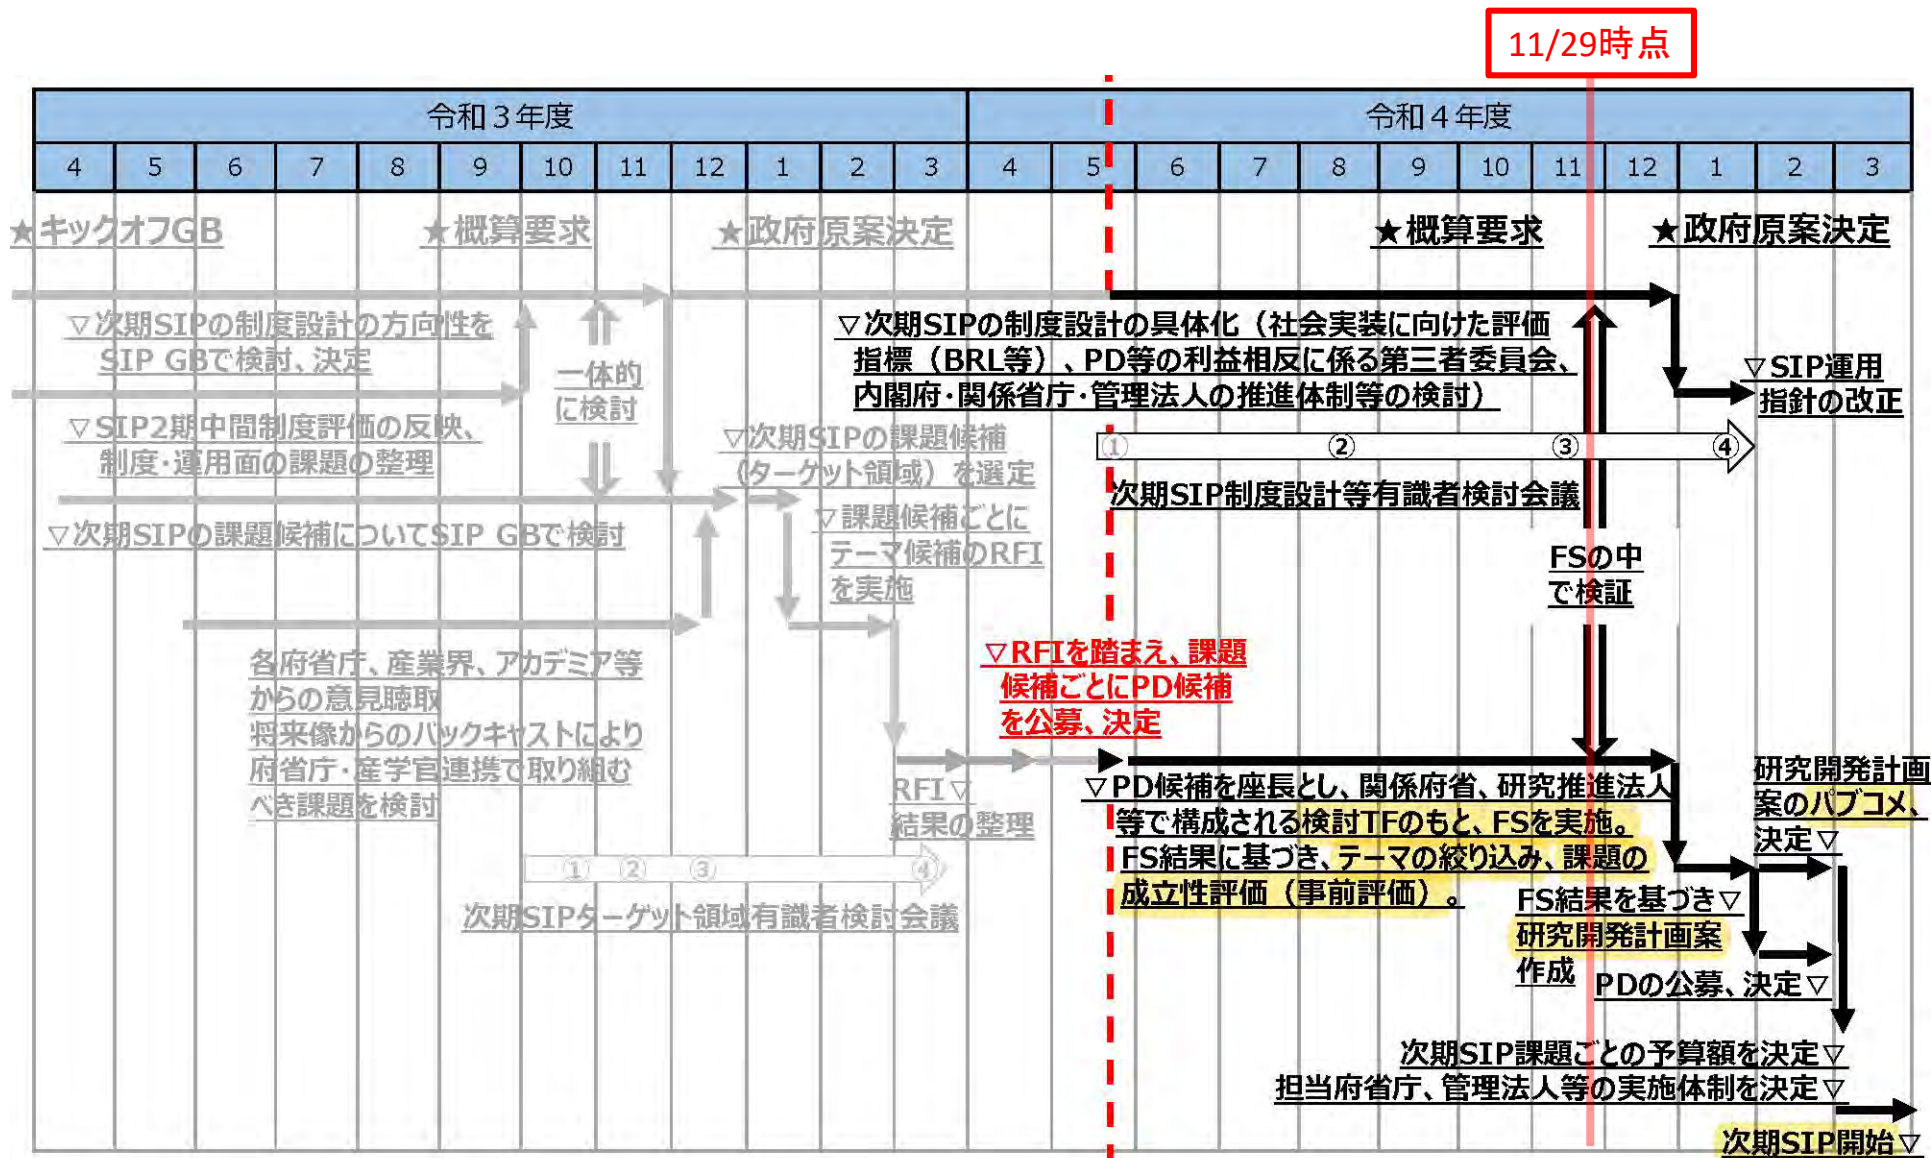 11/29時点
令和３年度
令和４年度
4 5 6 7 8 9 10 11 12 1 2 3 4 5 6 7 8 9 10 11 12 1 2 3
★キックオフGB
★概算要求
★政府原案決定
★概算要求
★政府原案決定
▽次期SIPの制度設計の方向性を
SIP GBで検討、決定
一体的
に検討
▽SIP2期中間制度評価の反映、
制度・運用面の課題の整理
▽次期SIPの課題候補についてSIP GBで検討
▽次期SIPの課題候補
（ターゲット領域）を選定
▽課題候補ごとに
テーマ候補のRFI
を実施
各府省庁、産業界、アカデミア等
からの意見聴取
将来像からのバックキャストにより
府省庁・産学官連携で取り組む
べき課題を検討
RFI▽
結果の整理
① ② ③ ④
次期SIPターゲット領域有識者検討会議
▽次期SIPの制度設計の具体化（社会実装に向けた評価
指標（BRL等）、PD等の利益相反に係る第三者委員会、
内閣府・関係省庁・管理法人の推進体制等の検討）
▽SIP運用
指針の改正
① ② ③ ④
次期SIP制度設計等有識者検討会議
FSの中
で検証
▽RFIを踏まえ、課題
候補ごとにPD候補
を公募、決定
▽PD候補を座長とし、関係府省、研究推進法人
等で構成される検討TFのもと、FSを実施。
FS結果に基づき、テーマの絞り込み、課題の
成立性評価（事前評価）。
研究開発計画
案のパブコメ、
決定▽
FS結果を基づき▽
研究開発計画案
作成
PDの公募、決定▽
次期SIP課題ごとの予算額を決定▽
担当府省庁、管理法人等の実施体制を決定▽
次期SIP開始▽